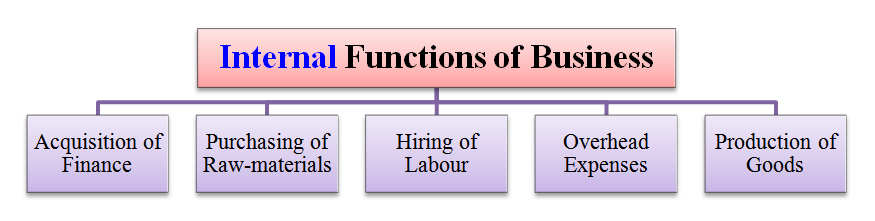 Internal Functions of Business
Acquisition of
Finance
Purchasing of
Raw-materials
Hiring of
Labour
Overhead
Expenses
Production of
Goods